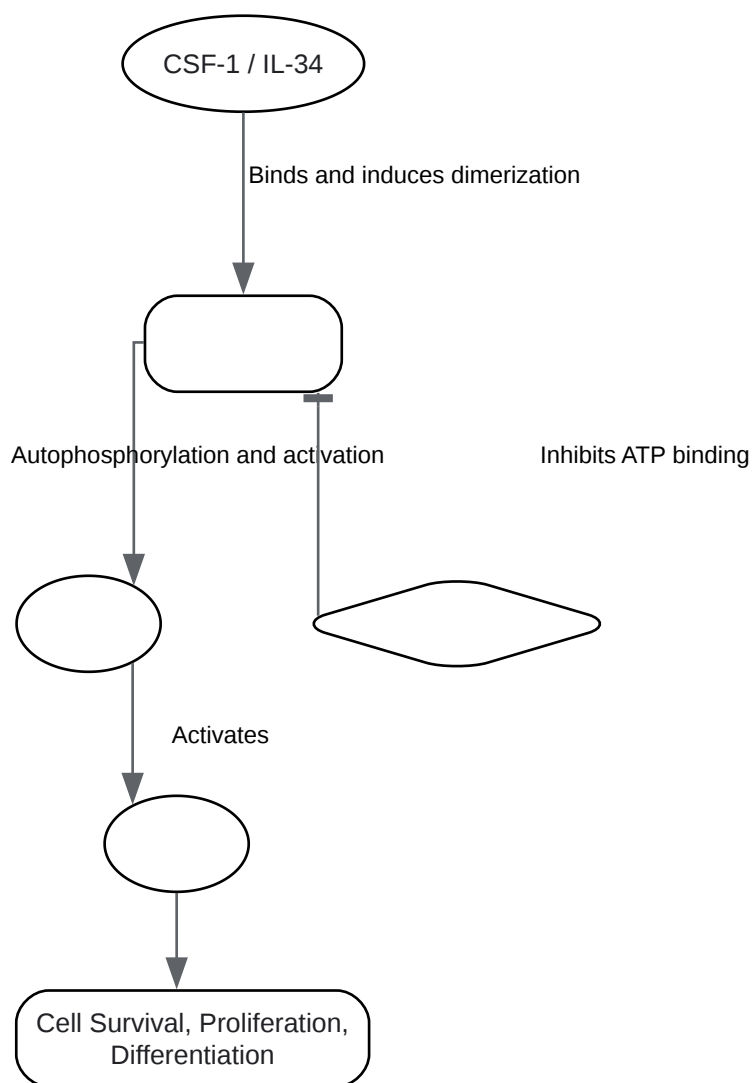 CSF-1 / IL-34
Binds and induces dimerization
Autophosphorylation and activation
Inhibits ATP binding
Activates
Cell Survival, Proliferation,
Differentiation